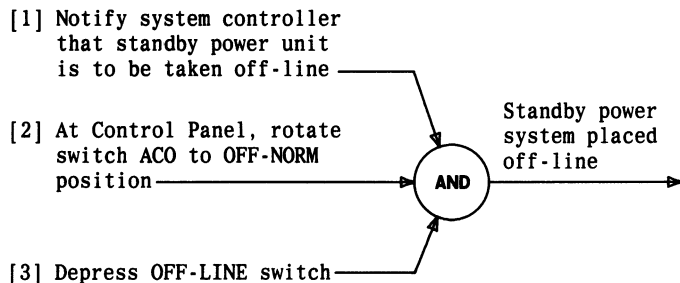 [1] Notify system controller
that standby power unit
is to be taken off-line
[2] At Control Panel, rotate
switch ACO to OFF-NORM
position
[3] Depress OFF-LINE switch
AND
Standby power
system placed
off-line